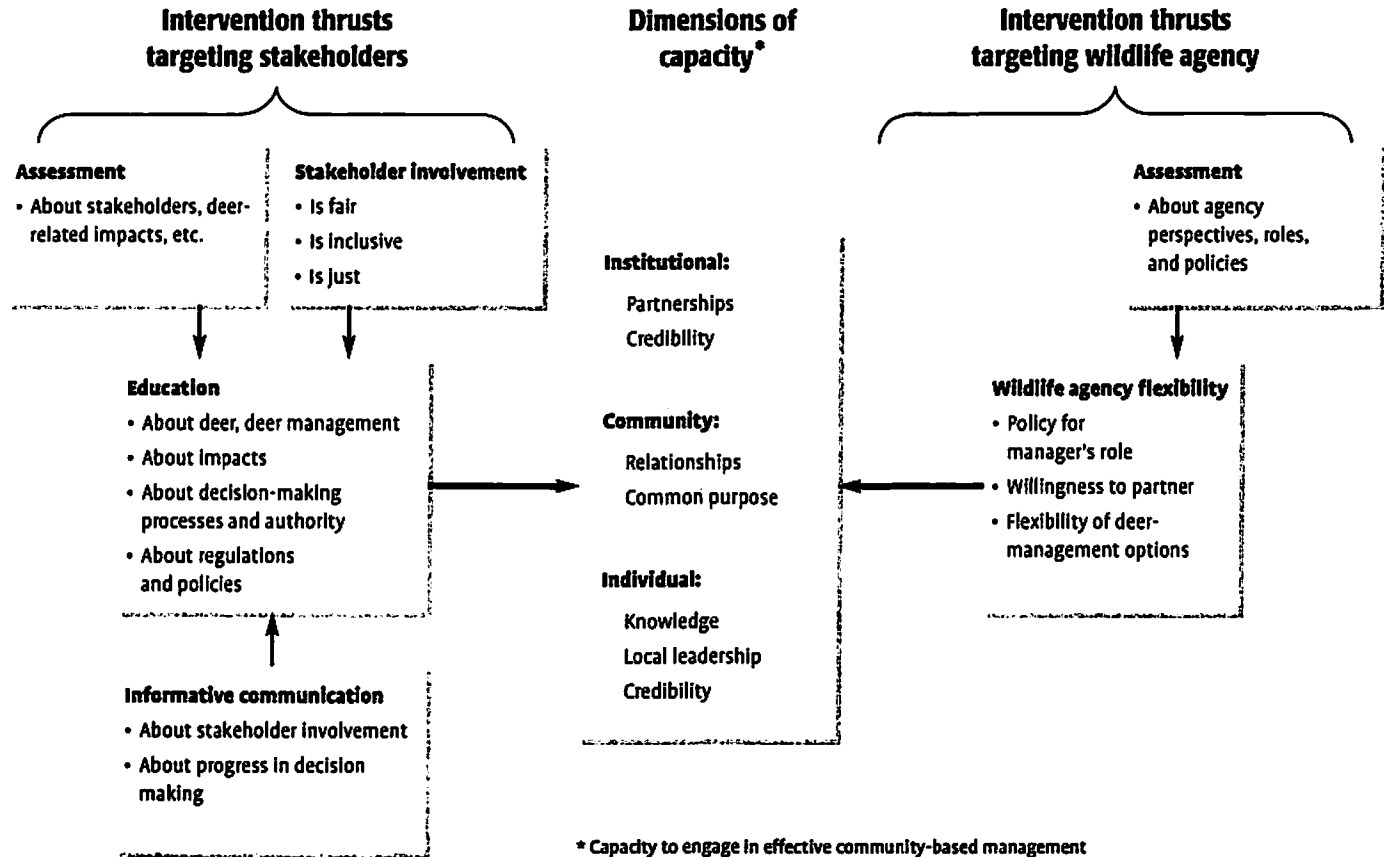 Intervention thrusts
targeting stakeholders
Assessment
• About stakeholders, deer-
related impacts, etc.
Stakeholder involvement
• Is fair
• Is inclusive
• Is just
Education
• About deer, deer management
• About impacts
• About decision-making
processes and authority
• About regulations
and policies
Informative communication
• About stakeholder involvement
• About progress in decision
making
Dimensions of
capacity*
Institutional:
Partnerships
Credibility
Community:
Relationships
Common purpose
Individual:
Knowledge
Local leadership
Credibility
Intervention thrusts
targeting wildlife agency
Assessment
• About agency
perspectives, roles,
and policies
Wildlife agency flexibility
• Policy for
manager's role
• Willingness to partner
• Flexibility of deer-
management options
* Capacity to engage in effective community-based management